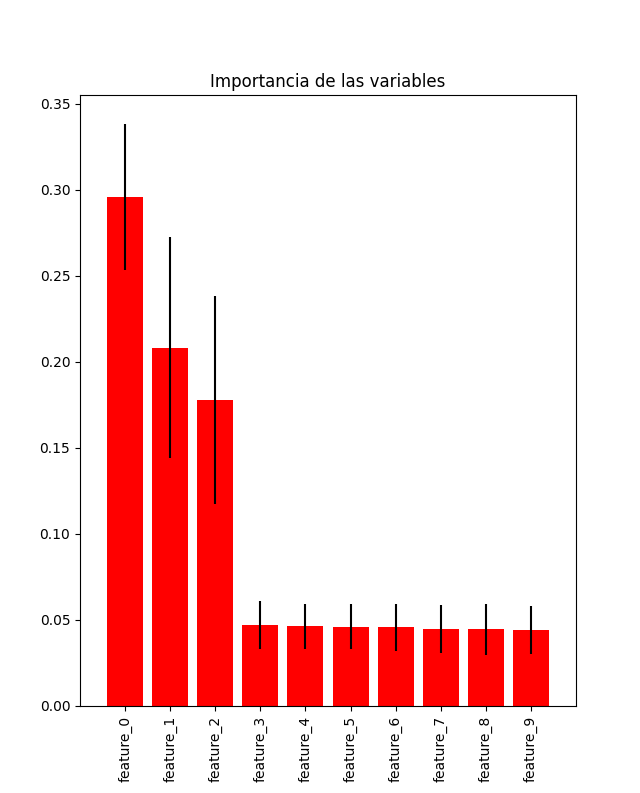 Importancia de las variables
0.35
0.30
0.25
0.20
0.15
0.10
0.05
0.00
feature_0
feature_1
feature_2
feature_3
feature_4
feature_5
feature_6
feature_7
feature_8
feature_9